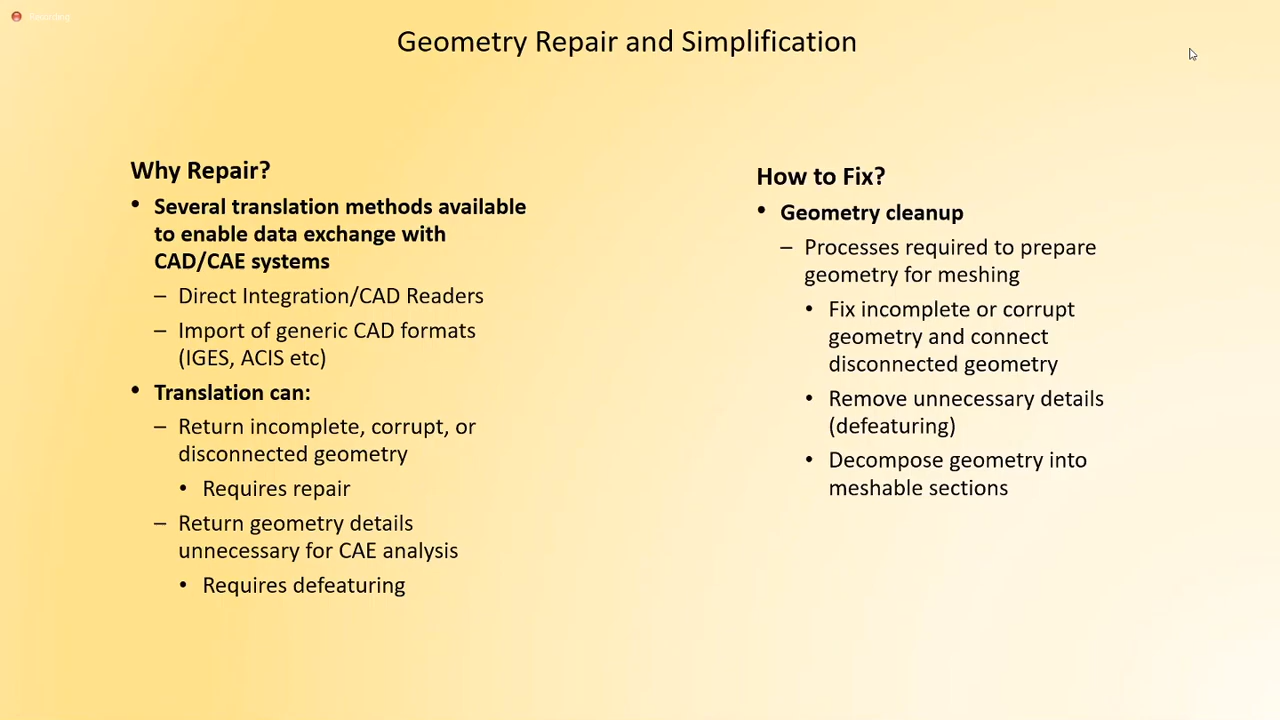 Recording
Geometry Repair and Simplification
Why Repair?
• Several translation methods available
to enable data exchange with
CAD/CAE systems
– Direct Integration/CAD Readers
– Import of generic CAD formats
(IGES, ACIS etc)
• Translation can:
– Return incomplete, corrupt, or
disconnected geometry
• Requires repair
– Return geometry details
unnecessary for CAE analysis
• Requires defeaturing
How to Fix?
• Geometry cleanup
– Processes required to prepare
geometry for meshing
• Fix incomplete or corrupt
geometry and connect
disconnected geometry
• Remove unnecessary details
(defeaturing)
• Decompose geometry into
meshable sections